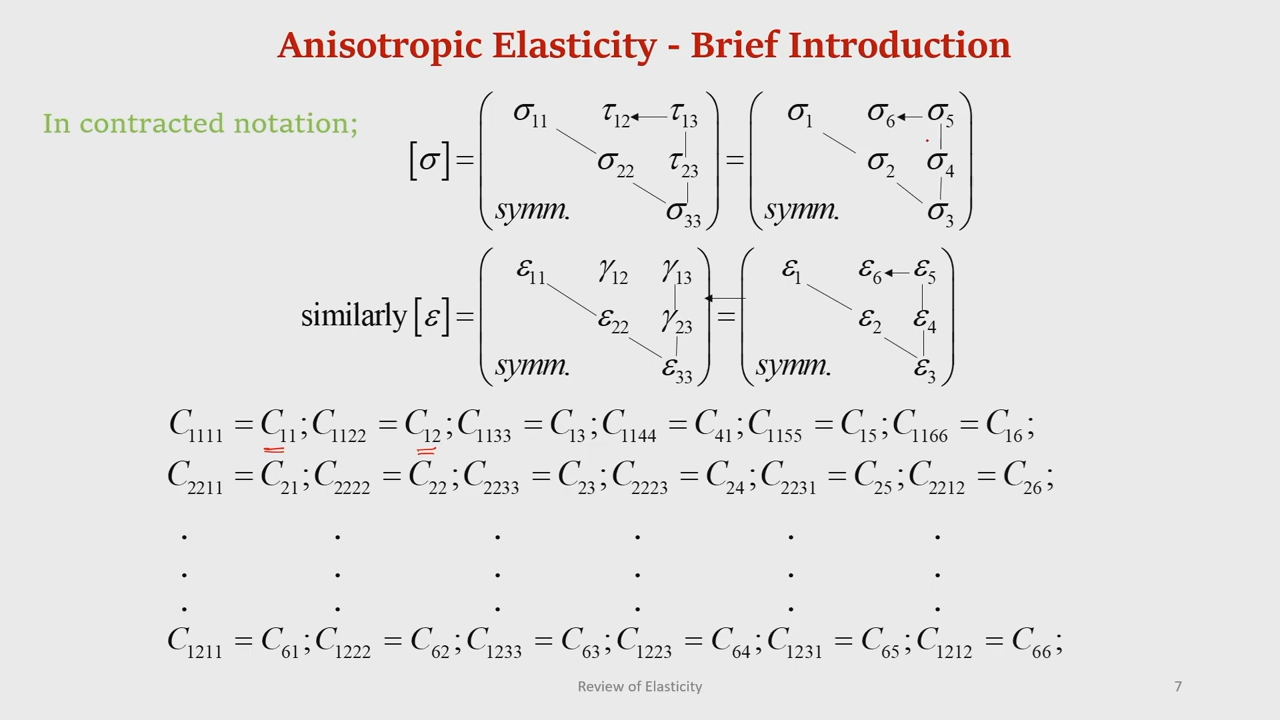 Anisotropic Elasticity - Brief Introduction
In contracted notation;
[σ] = ( σ₁₁ τ₁₂ ← τ₁₃ ) = ( σ₁ σ₆ ← σ₅ )
σ₂₂ τ₂₃ σ₂ σ₄
symm. σ₃₃ symm. σ₃
similarly [ε] = ( ε₁₁ γ₁₂ γ₁₃ ) = ( ε₁ ε₆ ← ε₅ )
ε₂₂ γ₂₃ ε₂ ε₄
symm. ε₃₃ symm. ε₃
C₁₁₁₁ = C₁₁; C₁₁₂₂ = C₁₂; C₁₁₃₃ = C₁₃; C₁₁₄₄ = C₄₁; C₁₁₅₅ = C₁₅; C₁₁₆₆ = C₁₆;
C₂₂₁₁ = C₂₁; C₂₂₂₂ = C₂₂; C₂₂₃₃ = C₂₃; C₂₂₂₃ = C₂₄; C₂₂₃₁ = C₂₅; C₂₂₁₂ = C₂₆;
. . . . . .
. . . . . .
. . . . . .
C₁₂₁₁ = C₆₁; C₁₂₂₂ = C₆₂; C₁₂₃₃ = C₆₃; C₁₂₂₃ = C₆₄; C₁₂₃₁ = C₆₅; C₁₂₁₂ = C₆₆;
Review of Elasticity 7